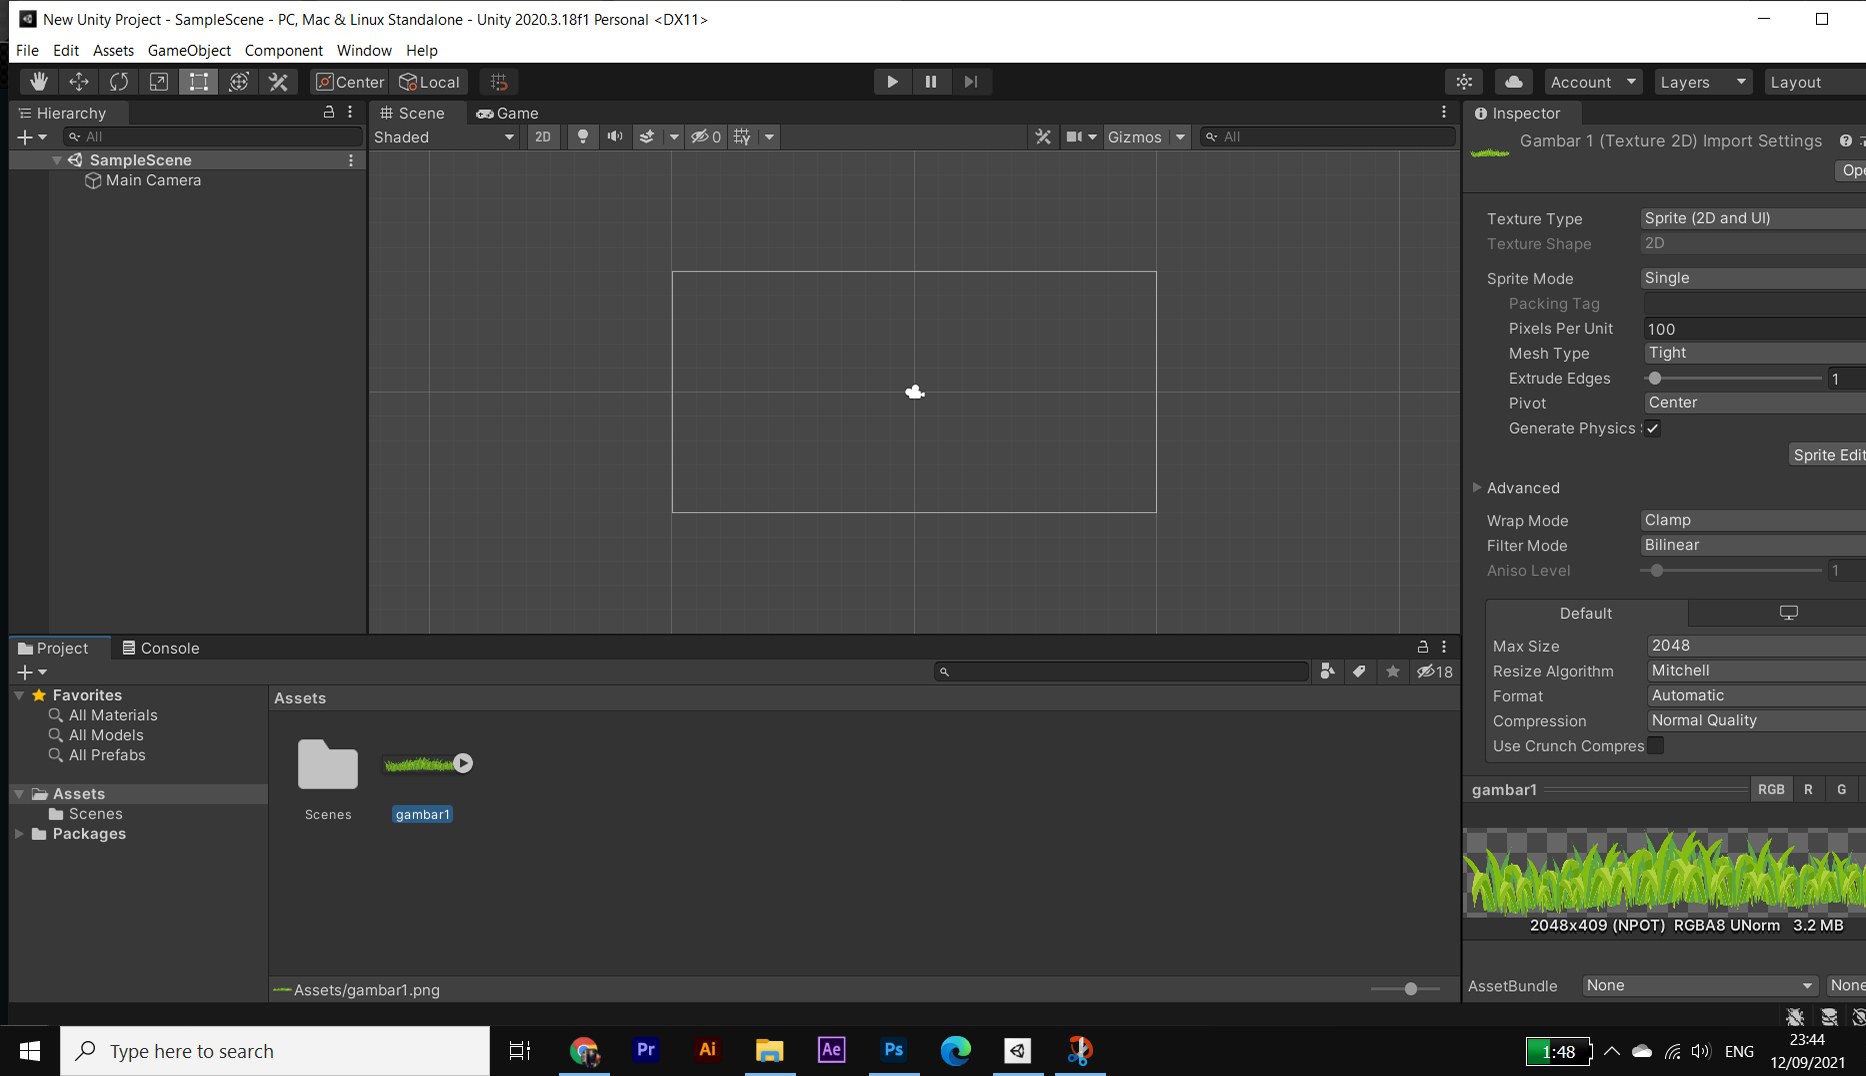 New Unity Project - SampleScene - PC, Mac & Linux Standalone - Unity 2020.3.18f1 Personal <DX11>
File Edit Assets GameObject Component Window Help
Center Local Account Layers Layout
Hierarchy
All
SampleScene
Main Camera
Scene Game
Shaded 2D 0 Gizmos All
Inspector
Gambar 1 (Texture 2D) Import Settings
Ope
Texture Type Sprite (2D and UI)
Texture Shape 2D
Sprite Mode Single
Packing Tag
Pixels Per Unit 100
Mesh Type Tight
Extrude Edges 1
Pivot Center
Generate Physics S
Sprite Edit
Advanced
Wrap Mode Clamp
Filter Mode Bilinear
Aniso Level 1
Default
Max Size 2048
Resize Algorithm Mitchell
Format Automatic
Compression Normal Quality
Use Crunch Compres
gambar1 RGB R G
2048x409 (NPOT) RGBA8 UNorm 3.2 MB
AssetBundle None None
Project Console
18
Favorites
All Materials
All Models
All Prefabs
Assets
Scenes
Packages
Assets
Scenes gambar1
Assets/gambar1.png
Type here to search
Pr Ai Ae Ps
1:48 ENG
23:44
12/09/2021